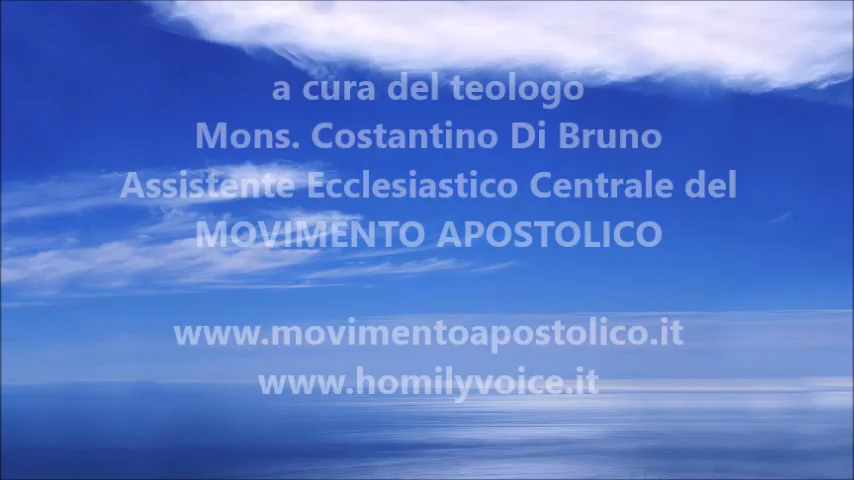 a cura del teologo
Mons. Costantino Di Bruno
Assistente Ecclesiastico Centrale del
MOVIMENTO APOSTOLICO
www.movimentoapostolico.it
www.homilyvoice.it